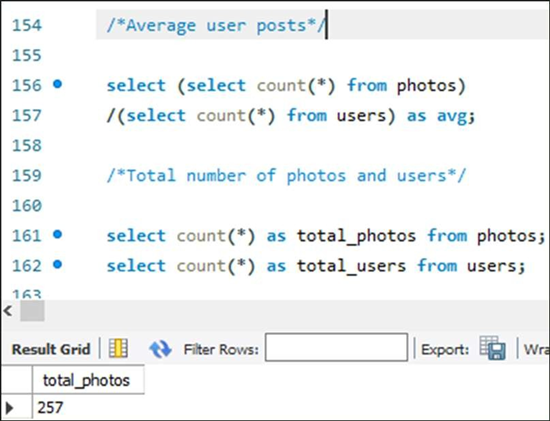 154 /*Average user posts*/
155
156 select (select count(*) from photos)
157 /(select count(*) from users) as avg;
158
159 /*Total number of photos and users*/
160
161 select count(*) as total_photos from photos;
162 select count(*) as total_users from users;
163
Result Grid Filter Rows: Export: Wra
total_photos
257